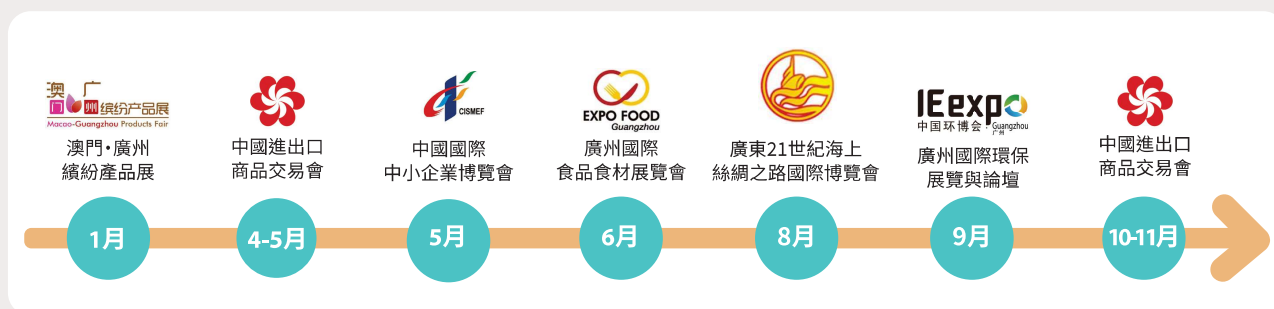 澳门 广州 缤纷产品展
Macao-Guangzhou Products Fair
澳門·廣州
繽紛產品展
1月
中國進出口
商品交易會
4-5月
CISMEF
中國國際
中小企業博覽會
5月
EXPO FOOD
Guangzhou
廣州國際
食品食材展覽會
6月
廣東21世紀海上
絲綢之路國際博覽會
8月
IEexpo
中国环博会·Guangzhou
广州
廣州國際環保
展覽與論壇
9月
中國進出口
商品交易會
10-11月